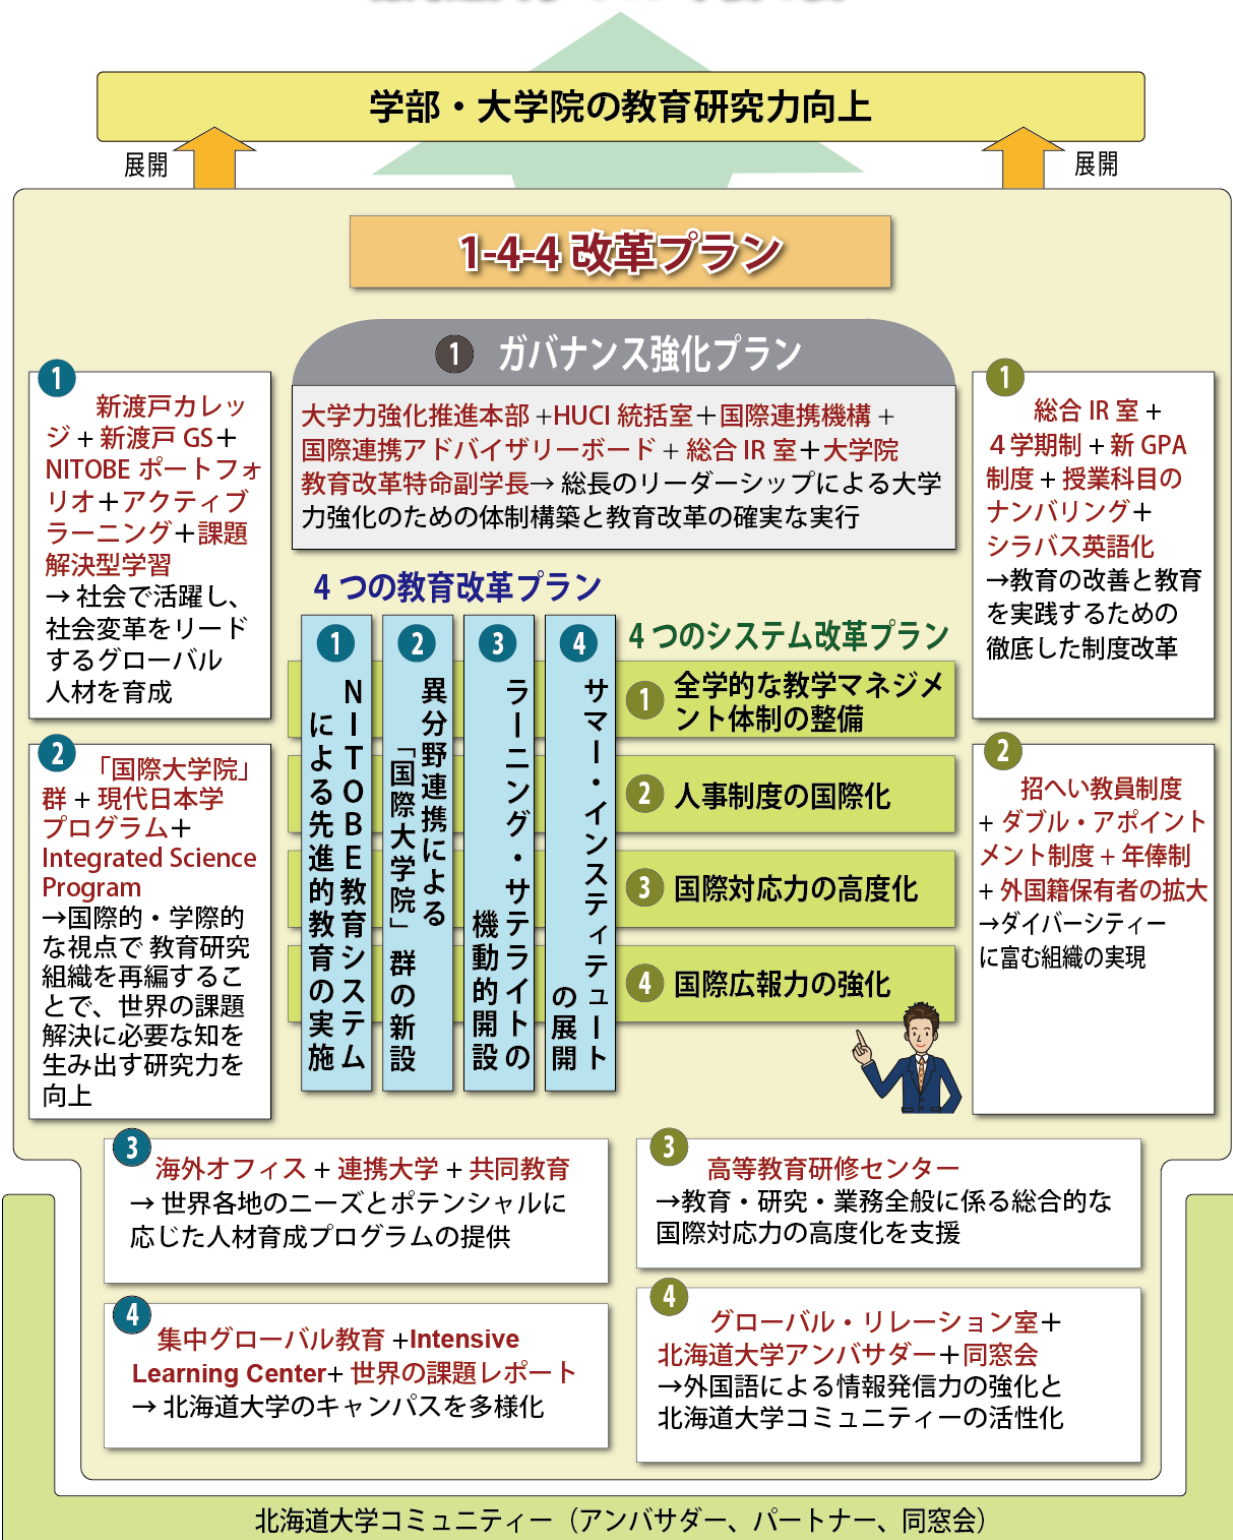 学部・大学院の教育研究力向上
展開
展開
1-4-4 改革プラン
1 ガバナンス強化プラン
大学力強化推進本部 +HUCI 統括室+国際連携機構 +
国際連携アドバイザリーボード + 総合 IR 室+大学院
教育改革特命副学長→ 総長のリーダーシップによる大学
力強化のための体制構築と教育改革の確実な実行
1
新渡戸カレッ
ジ + 新渡戸 GS+
NITOBE ポートフォ
リオ+アクティブ
ラーニング+課題
解決型学習
→ 社会で活躍し、
社会変革をリード
するグローバル
人材を育成
2
「国際大学院」
群 + 現代日本学
プログラム+
Integrated Science
Program
→国際的・学際的
な視点で 教育研究
組織を再編するこ
とで、世界の課題
解決に必要な知を
生み出す研究力を
向上
4 つの教育改革プラン
1
NITOBE教育システム
による先進的教育の実施
2
異分野連携による
「国際大学院」群の新設
3
ラーニング・サテライトの
機動的開設
4
サマー・インスティテュート
の展開
4 つのシステム改革プラン
1 全学的な教学マネジメ
ント体制の整備
2 人事制度の国際化
3 国際対応力の高度化
4 国際広報力の強化
1
総合 IR 室 +
4 学期制 + 新 GPA
制度 + 授業科目の
ナンバリング+
シラバス英語化
→教育の改善と教育
を実践するための
徹底した制度改革
2
招へい教員制度
+ ダブル・アポイント
メント制度 + 年俸制
+ 外国籍保有者の拡大
→ダイバーシティー
に富む組織の実現
3
海外オフィス + 連携大学 + 共同教育
→ 世界各地のニーズとポテンシャルに
応じた人材育成プログラムの提供
4
集中グローバル教育 +Intensive
Learning Center+ 世界の課題レポート
→ 北海道大学のキャンパスを多様化
3
高等教育研修センター
→教育・研究・業務全般に係る総合的な
国際対応力の高度化を支援
4
グローバル・リレーション室+
北海道大学アンバサダー+同窓会
→外国語による情報発信力の強化と
北海道大学コミュニティーの活性化
北海道大学コミュニティー（アンバサダー、パートナー、同窓会）